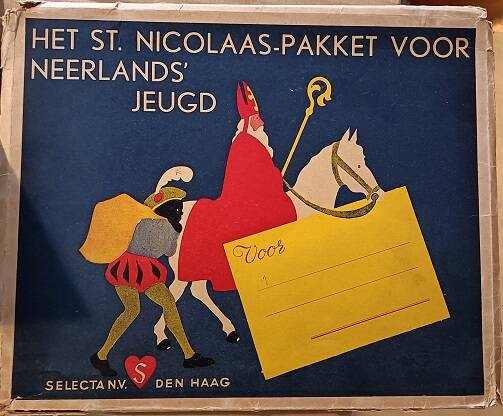 HET ST. NICOLAAS-PAKKET VOOR
NEERLANDS'
JEUGD
Voor
SELECTA N.V. S DEN HAAG